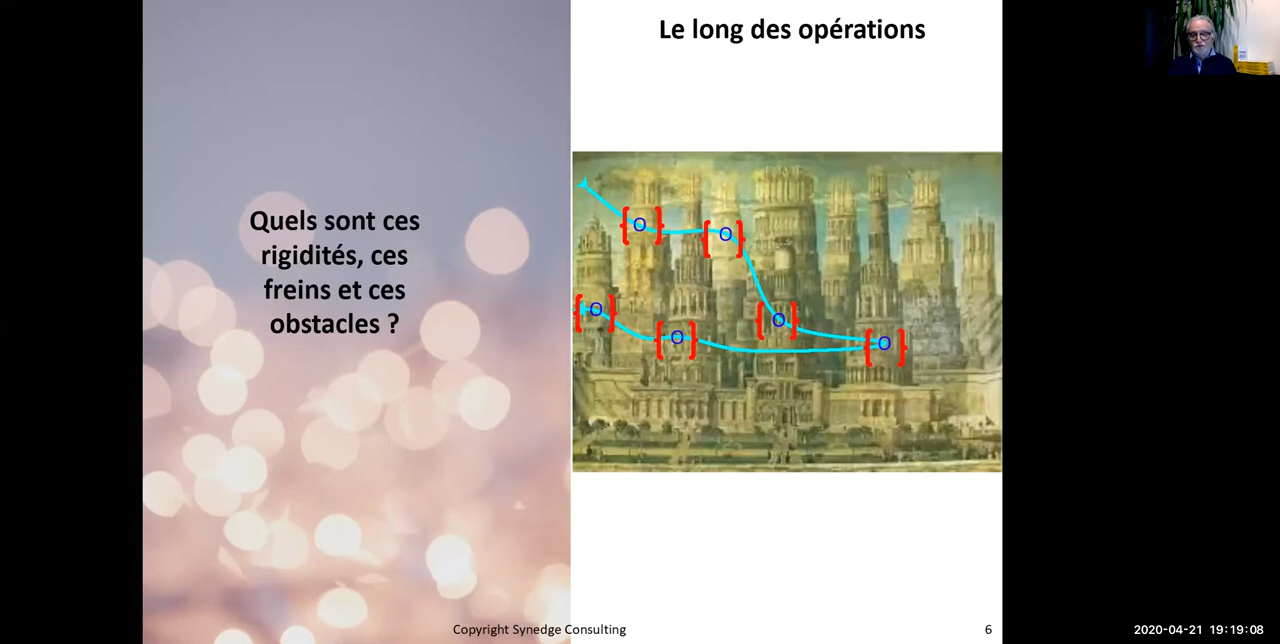 Le long des opérations
Quels sont ces
rigidités, ces
freins et ces
obstacles ?
{O}
{O}
{O}
{O}
{O}
{O}
Copyright Synedge Consulting
6
2020-04-21 19:19:08